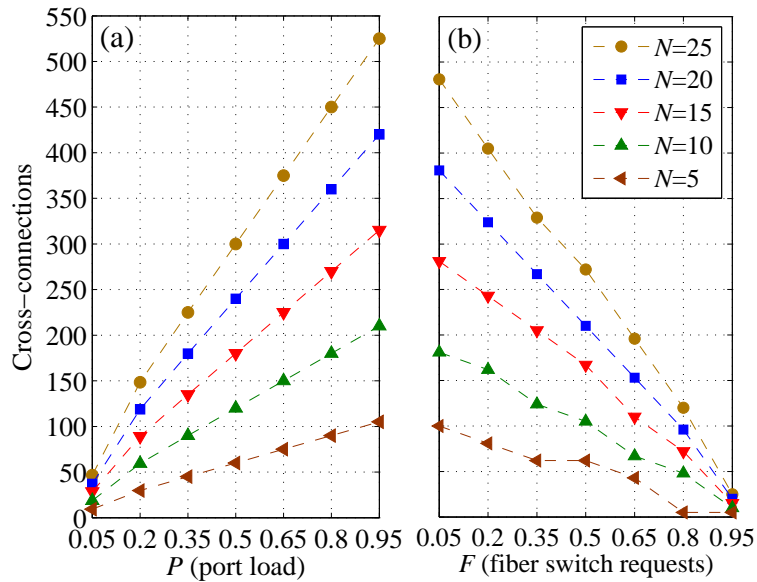 550
500
450
400
350
300
250
200
150
100
50
0
Cross−connections
(a)
(b)
N=25
N=20
N=15
N=10
N=5
0.05 0.2 0.35 0.5 0.65 0.8 0.95
0.05 0.2 0.35 0.5 0.65 0.8 0.95
P (port load)
F (fiber switch requests)